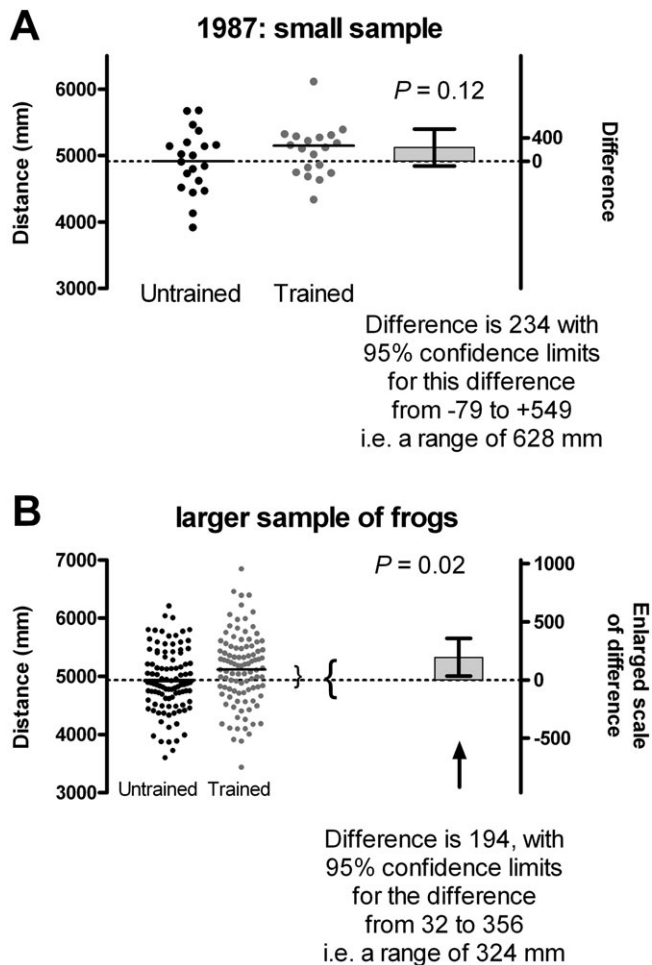 A
1987: small sample
Distance (mm)
6000
5000
4000
3000
Untrained
Trained
P = 0.12
400
0
Difference
Difference is 234 with
95% confidence limits
for this difference
from -79 to +549
i.e. a range of 628 mm
B
larger sample of frogs
Distance (mm)
7000
6000
5000
4000
3000
Untrained
Trained
}
{
P = 0.02
1000
500
0
-500
Enlarged scale
of difference
Difference is 194, with
95% confidence limits
for the difference
from 32 to 356
i.e. a range of 324 mm